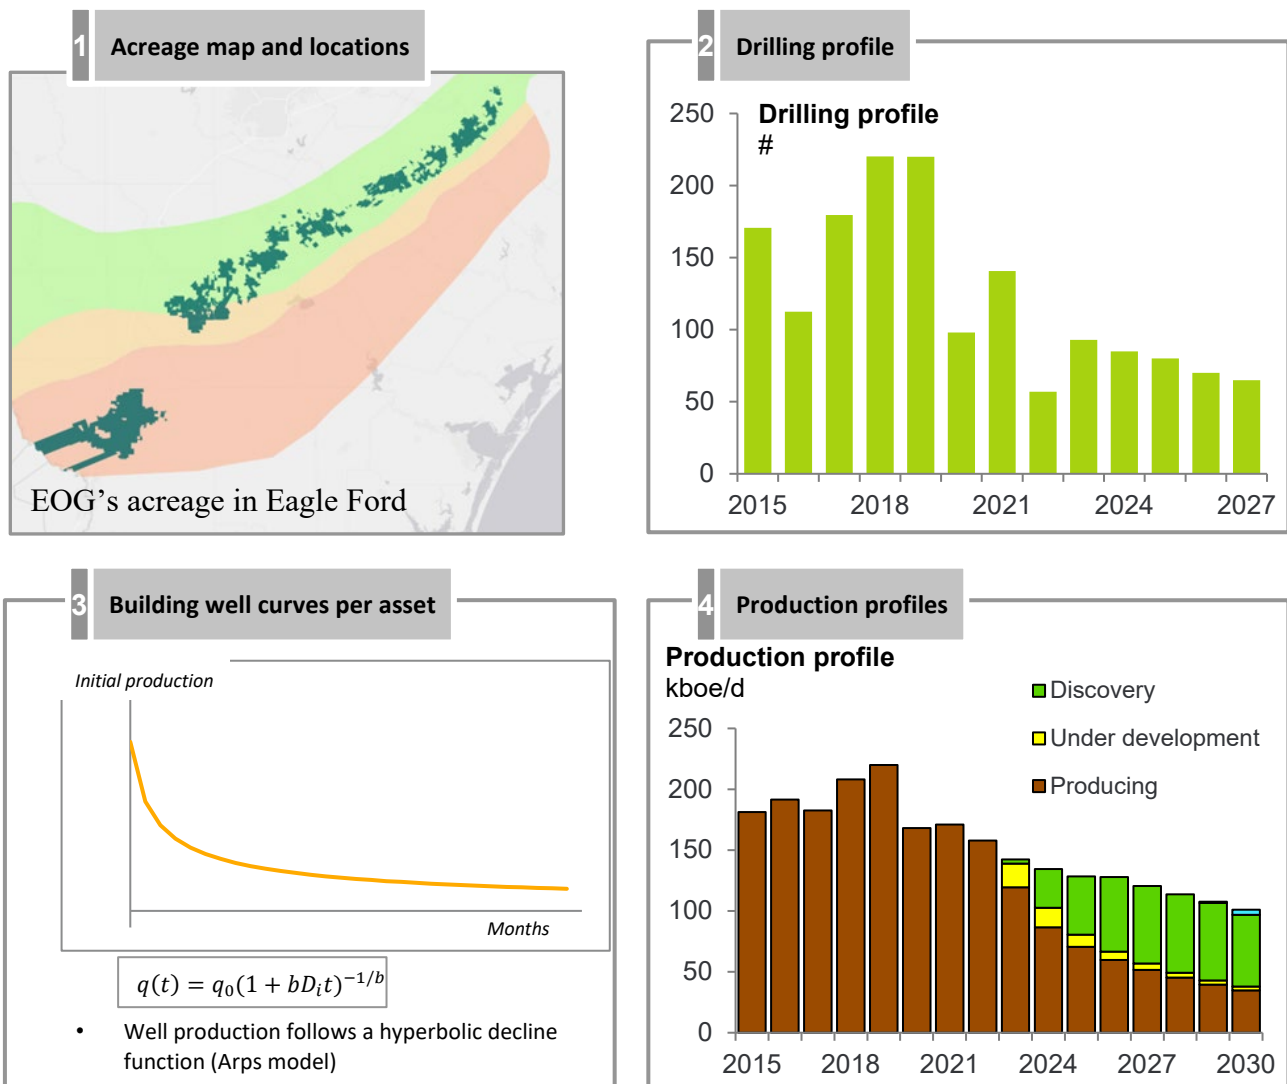 1 Acreage map and locations
EOG's acreage in Eagle Ford
2 Drilling profile
Drilling profile
#
250
200
150
100
50
0
2015 2018 2021 2024 2027
3 Building well curves per asset
Initial production
Months
q(t) = q₀(1 + bDᵢt)^{−1/b}
• Well production follows a hyperbolic decline
function (Arps model)
4 Production profiles
Production profile
kboe/d
Discovery
Under development
Producing
250
200
150
100
50
0
2015 2018 2021 2024 2027 2030